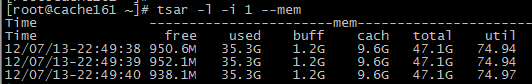 [root@cache161 ~]# tsar -l -i 1 --mem
Time -----------------------mem----------------------
Time free used buff cach total util
12/07/13-22:49:38 950.6M 35.3G 1.2G 9.6G 47.1G 74.94
12/07/13-22:49:39 952.1M 35.3G 1.2G 9.6G 47.1G 74.94
12/07/13-22:49:40 938.1M 35.3G 1.2G 9.6G 47.1G 74.97